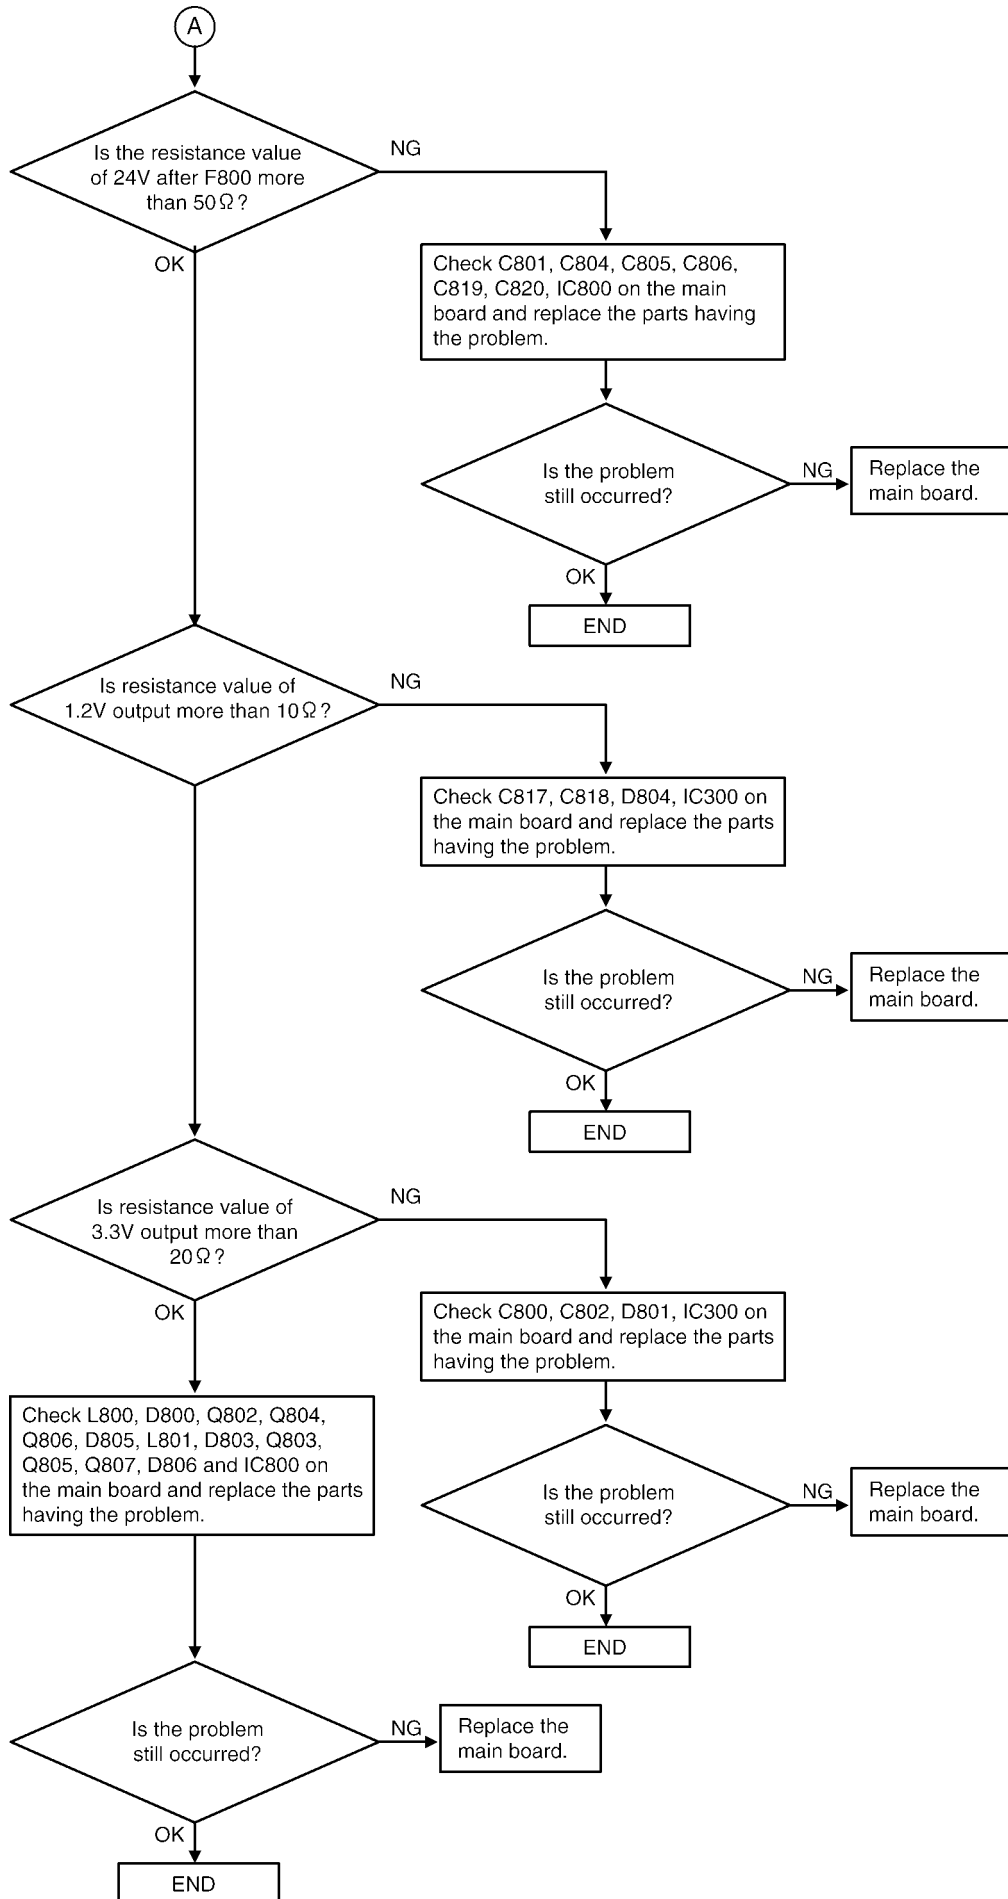 A
Is the resistance value
of 24V after F800 more
than 50Ω?
NG
OK
Check C801, C804, C805, C806,
C819, C820, IC800 on the main
board and replace the parts having
the problem.
Is the problem
still occurred?
NG
Replace the
main board.
OK
END
Is resistance value of
1.2V output more than 10Ω?
NG
Check C817, C818, D804, IC300 on
the main board and replace the parts
having the problem.
Is the problem
still occurred?
NG
Replace the
main board.
OK
END
Is resistance value of
3.3V output more than
20Ω?
NG
OK
Check C800, C802, D801, IC300 on
the main board and replace the parts
having the problem.
Is the problem
still occurred?
NG
Replace the
main board.
OK
END
Check L800, D800, Q802, Q804,
Q806, D805, L801, D803, Q803,
Q805, Q807, D806 and IC800 on
the main board and replace the parts
having the problem.
Is the problem
still occurred?
NG
Replace the
main board.
OK
END